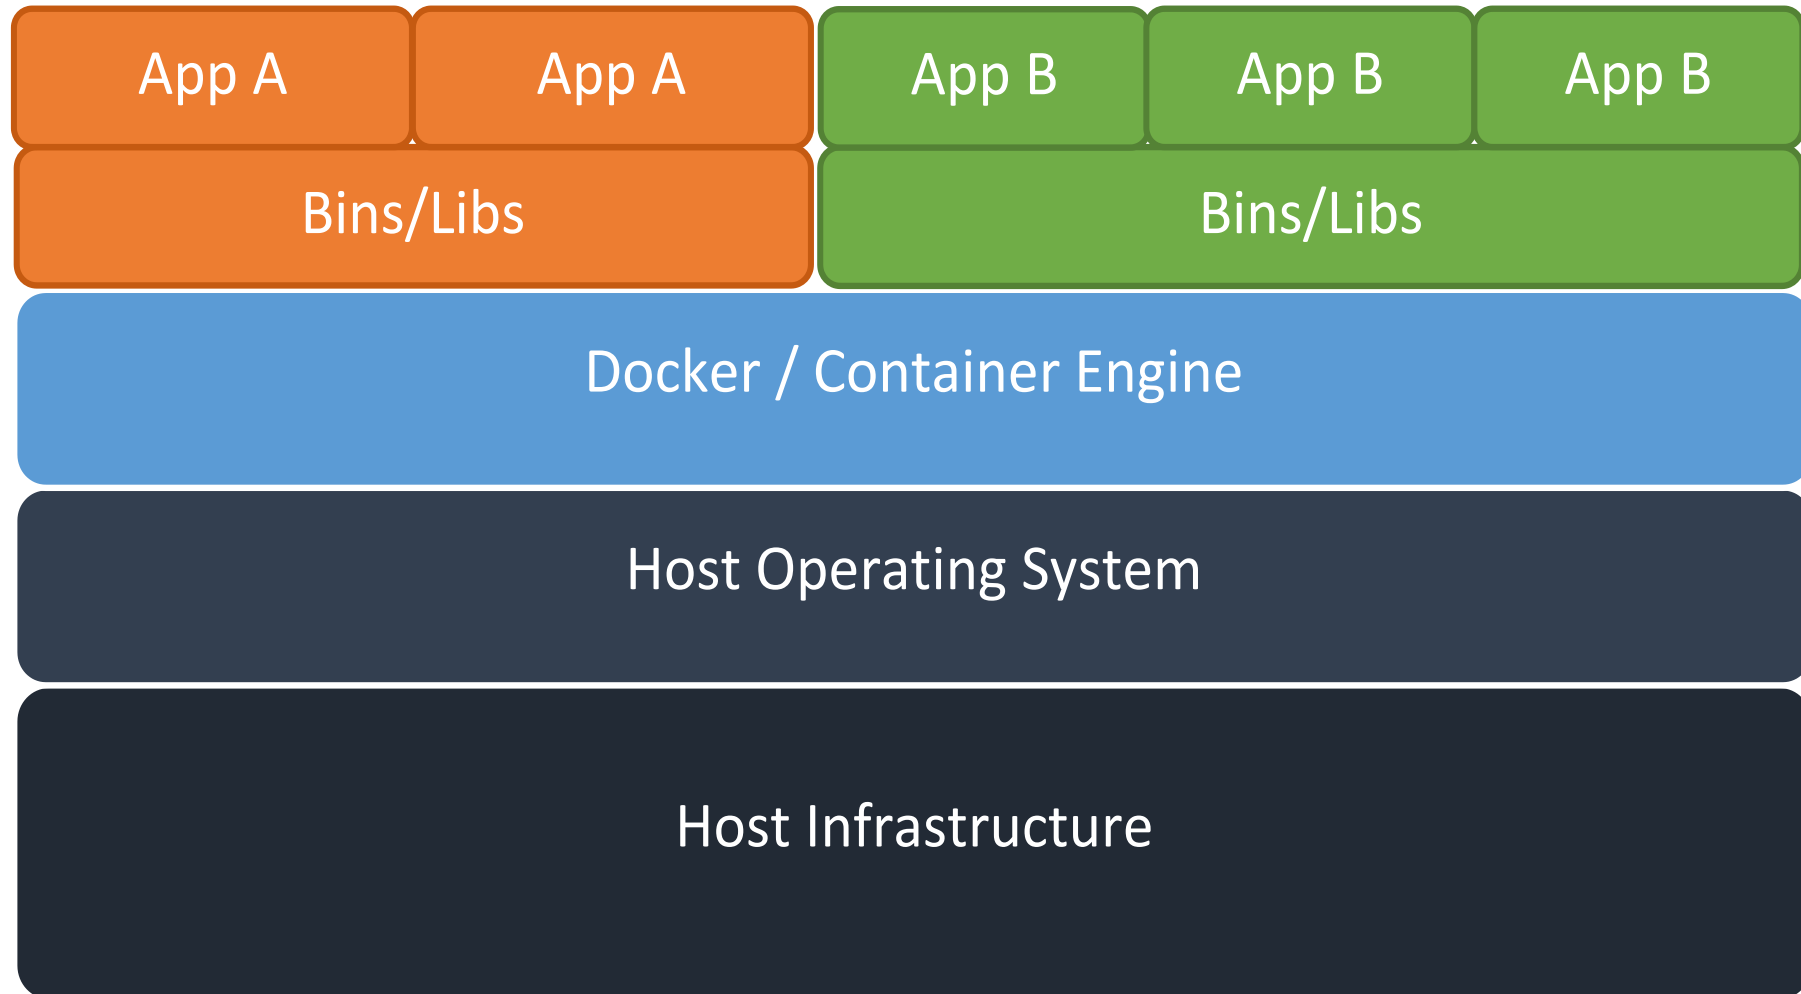 App A
App A
App B
App B
App B
Bins/Libs
Bins/Libs
Docker / Container Engine
Host Operating System
Host Infrastructure